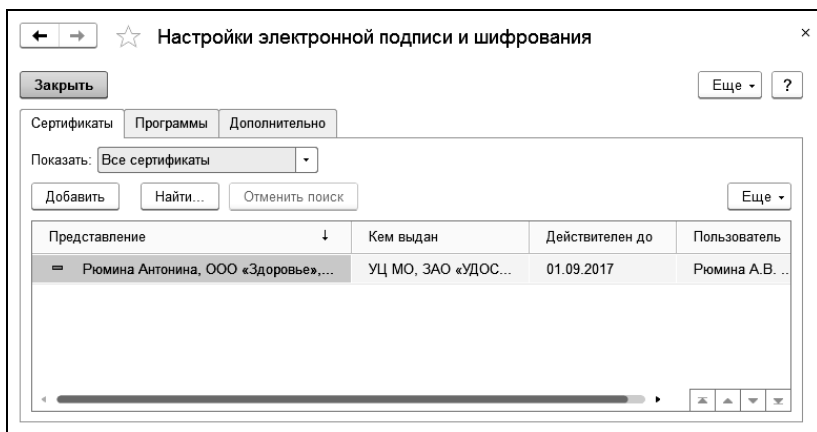 Настройки электронной подписи и шифрования
Закрыть Еще ?
Сертификаты Программы Дополнительно
Показать: Все сертификаты
Добавить Найти... Отменить поиск Еще
Представление Кем выдан Действителен до Пользователь
Рюмина Антонина, ООО «Здоровье»,... УЦ МО, ЗАО «УДОС... 01.09.2017 Рюмина А.В. ..